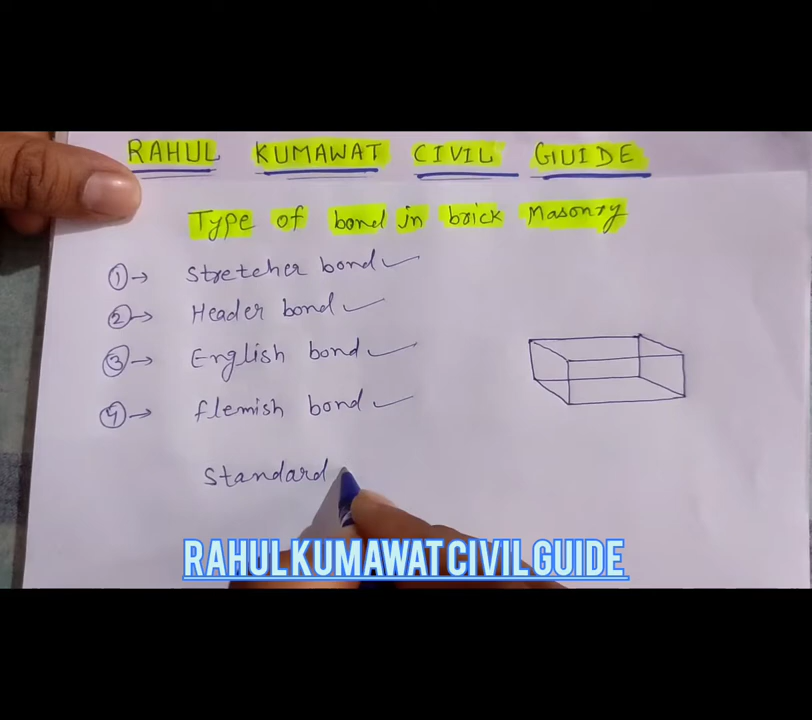 RAHUL KUMAWAT CIVIL GUIDE
Type of bond in brick Masonry
① → Stretcher bond ✓
② → Header bond ✓
③ → English bond ✓
④ → flemish bond ✓
Standard
RAHUL KUMAWAT CIVIL GUIDE